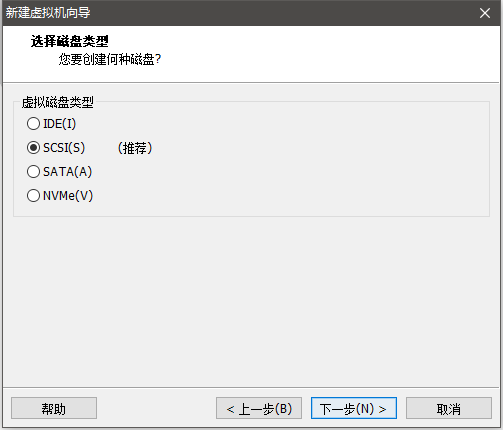 新建虚拟机向导
选择磁盘类型
您要创建何种磁盘?
虚拟磁盘类型
IDE(I)
SCSI(S) (推荐)
SATA(A)
NVMe(V)
帮助 < 上一步(B) 下一步(N) > 取消